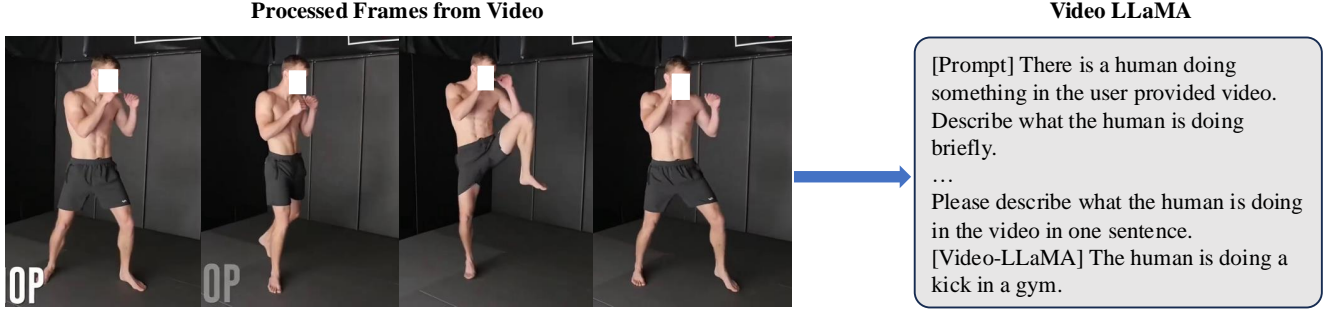 Processed Frames from Video
Video LLaMA
[Prompt] There is a human doing
something in the user provided video.
Describe what the human is doing
briefly.
…
Please describe what the human is doing
in the video in one sentence.
[Video-LLaMA] The human is doing a
kick in a gym.
OP
OP